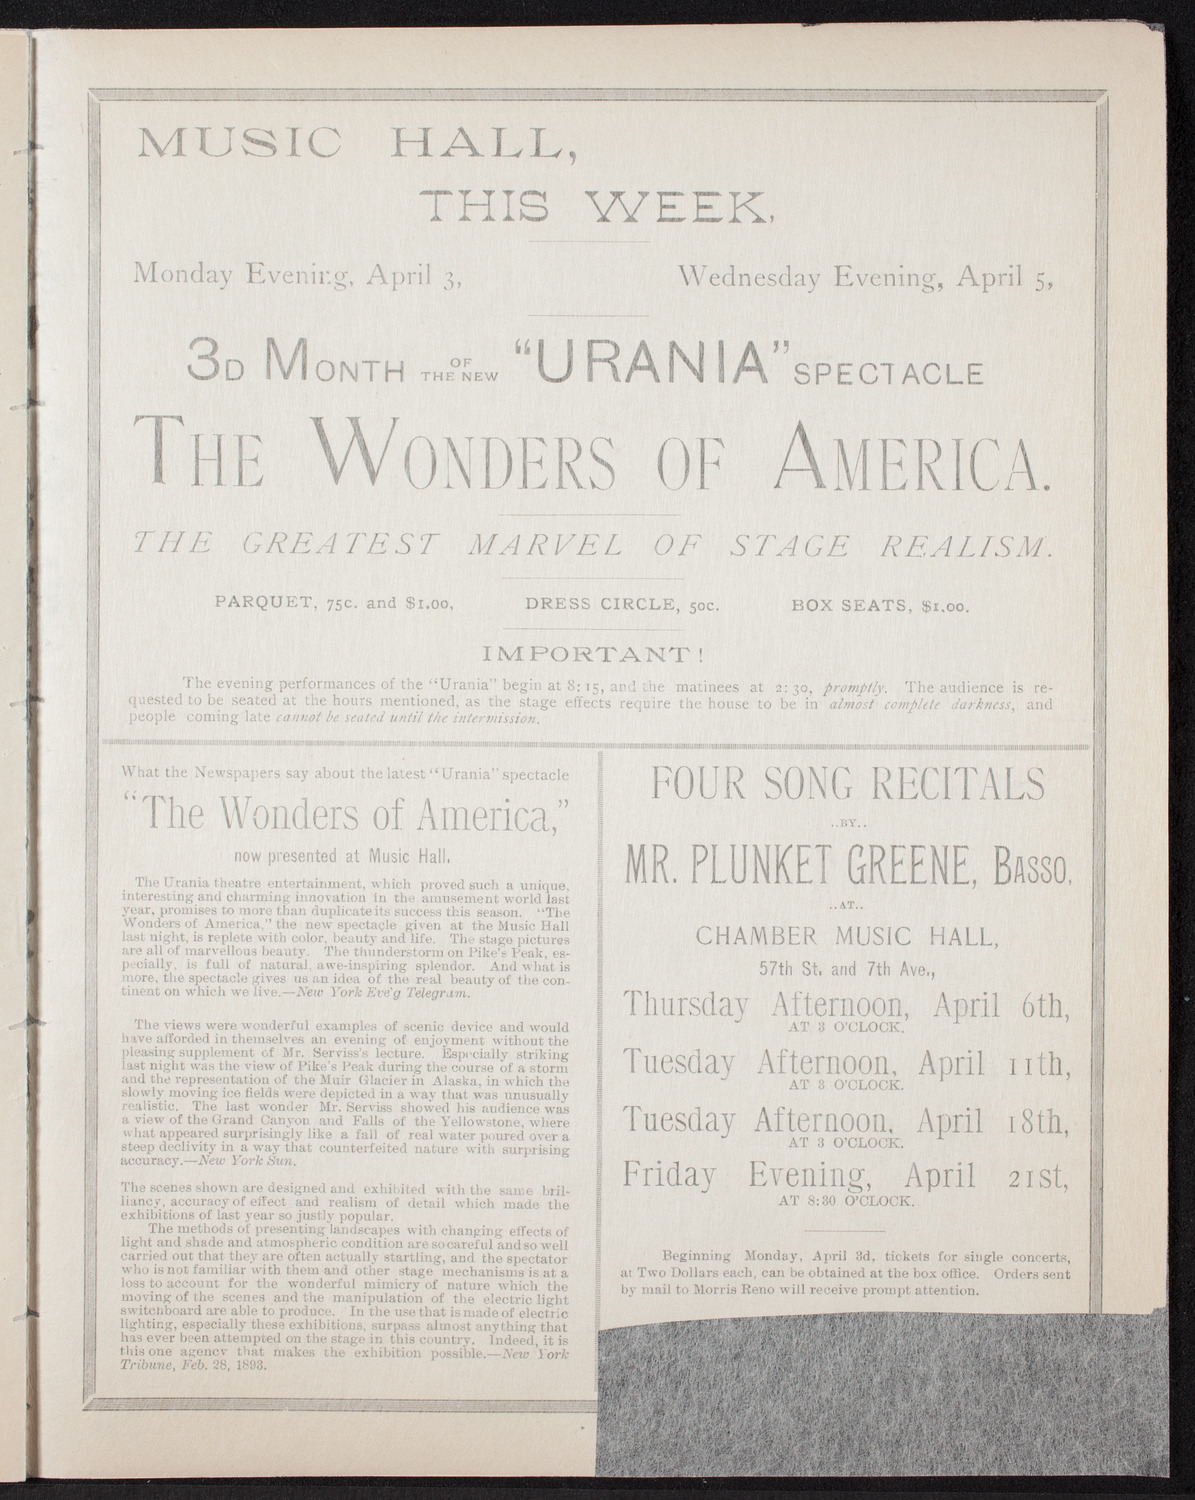 MUSIC HALL,
THIS WEEK,
Monday Evening, April 3,
Wednesday Evening, April 5,
3D MONTH OF THE NEW "URANIA" SPECTACLE
THE WONDERS OF AMERICA.
THE GREATEST MARVEL OF STAGE REALISM.
PARQUET, 75c. and $1.00,
DRESS CIRCLE, 50c.
BOX SEATS, $1.00.
IMPORTANT!
The evening performances of the "Urania" begin at 8:15, and the matinees at 2:30, promptly. The audience is re-
quested to be seated at the hours mentioned, as the stage effects require the house to be in almost complete darkness, and
people coming late cannot be seated until the intermission.
What the Newspapers say about the latest "Urania" spectacle
"The Wonders of America,"
now presented at Music Hall.
The Urania theatre entertainment, which proved such a unique,
interesting and charming innovation in the amusement world last
year, promises to more than duplicate its success this season. "The
Wonders of America," the new spectacle given at the Music Hall
last night, is replete with color, beauty and life. The stage pictures
are all of marvellous beauty. The thunderstorm on Pike's Peak, es-
pecially, is full of natural, awe-inspiring splendor. And what is
more, the spectacle gives us an idea of the real beauty of the con-
tinent on which we live.—New York Eve'g Telegram.
The views were wonderful examples of scenic device and would
have afforded in themselves an evening of enjoyment without the
pleasing supplement of Mr. Serviss's lecture. Especially striking
last night was the view of Pike's Peak during the course of a storm
and the representation of the Muir Glacier in Alaska, in which the
slowly moving ice fields were depicted in a way that was unusually
realistic. The last wonder Mr. Serviss showed his audience was
a view of the Grand Canyon and Falls of the Yellowstone, where
what appeared surprisingly like a fall of real water poured over a
steep declivity in a way that counterfeited nature with surprising
accuracy.—New York Sun.
The scenes shown are designed and exhibited with the same bril-
liancy, accuracy of effect and realism of detail which made the
exhibitions of last year so justly popular.
The methods of presenting landscapes with changing effects of
light and shade and atmospheric condition are so careful and so well
carried out that they are often actually startling, and the spectator
who is not familiar with them and other stage mechanisms is at a
loss to account for the wonderful mimicry of nature which the
moving of the scenes and the manipulation of the electric light
switchboard are able to produce. In the use that is made of electric
lighting, especially these exhibitions, surpass almost anything that
has ever been attempted on the stage in this country. Indeed, it is
this one agency that makes the exhibition possible.—New York
Tribune, Feb. 28, 1893.
FOUR SONG RECITALS
..BY..
MR. PLUNKET GREENE, BASSO,
..AT..
CHAMBER MUSIC HALL,
57th St. and 7th Ave.,
Thursday Afternoon, April 6th,
AT 3 O'CLOCK.
Tuesday Afternoon, April 11th,
AT 3 O'CLOCK.
Tuesday Afternoon, April 18th,
AT 3 O'CLOCK.
Friday Evening, April 21st,
AT 8:30 O'CLOCK.
Beginning Monday, April 3d, tickets for single concerts,
at Two Dollars each, can be obtained at the box office. Orders sent
by mail to Morris Reno will receive prompt attention.